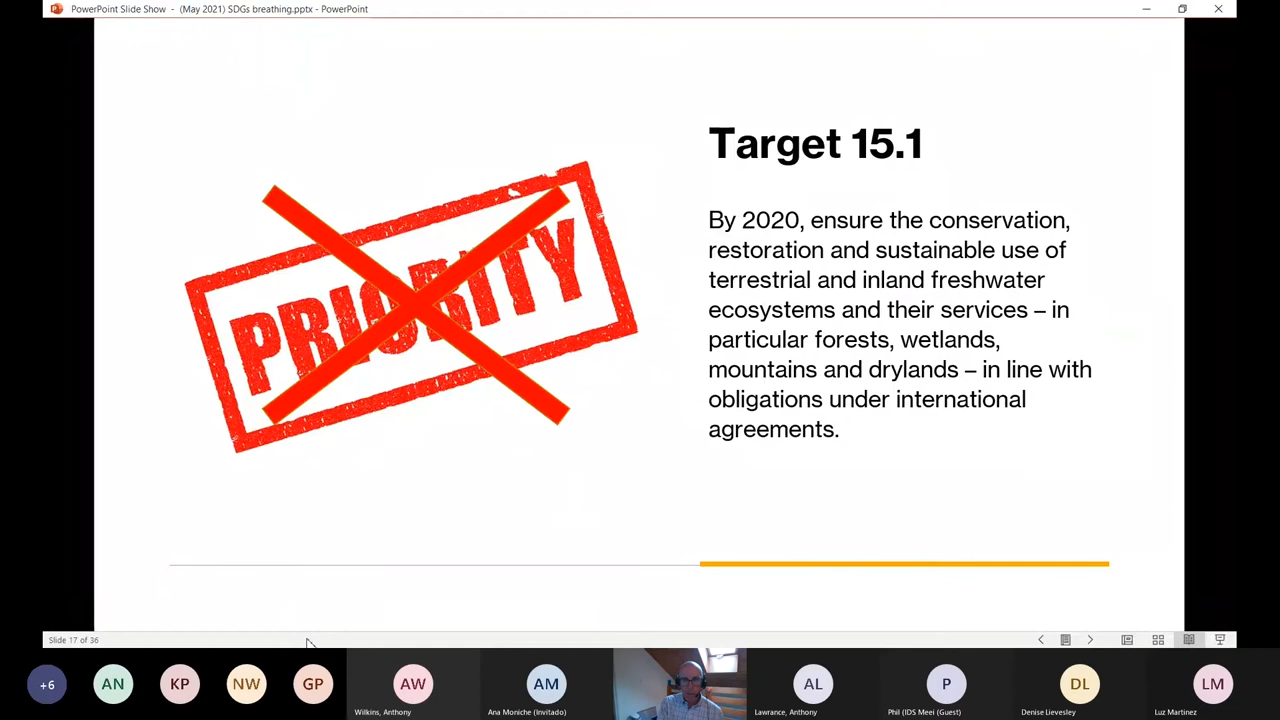 PowerPoint Slide Show - (May 2021) SDGs breathing.pptx - PowerPoint
PRIORITY
Target 15.1
By 2020, ensure the conservation,
restoration and sustainable use of
terrestrial and inland freshwater
ecosystems and their services – in
particular forests, wetlands,
mountains and drylands – in line with
obligations under international
agreements.
Slide 17 of 36
+6
AN
KP
NW
GP
AW
AM
AL
P
DL
LM
Wilkins, Anthony
Ana Moniche (Invitado)
Lawrance, Anthony
Phil (IDS Meei (Guest)
Denise Lievesley
Luz Martinez